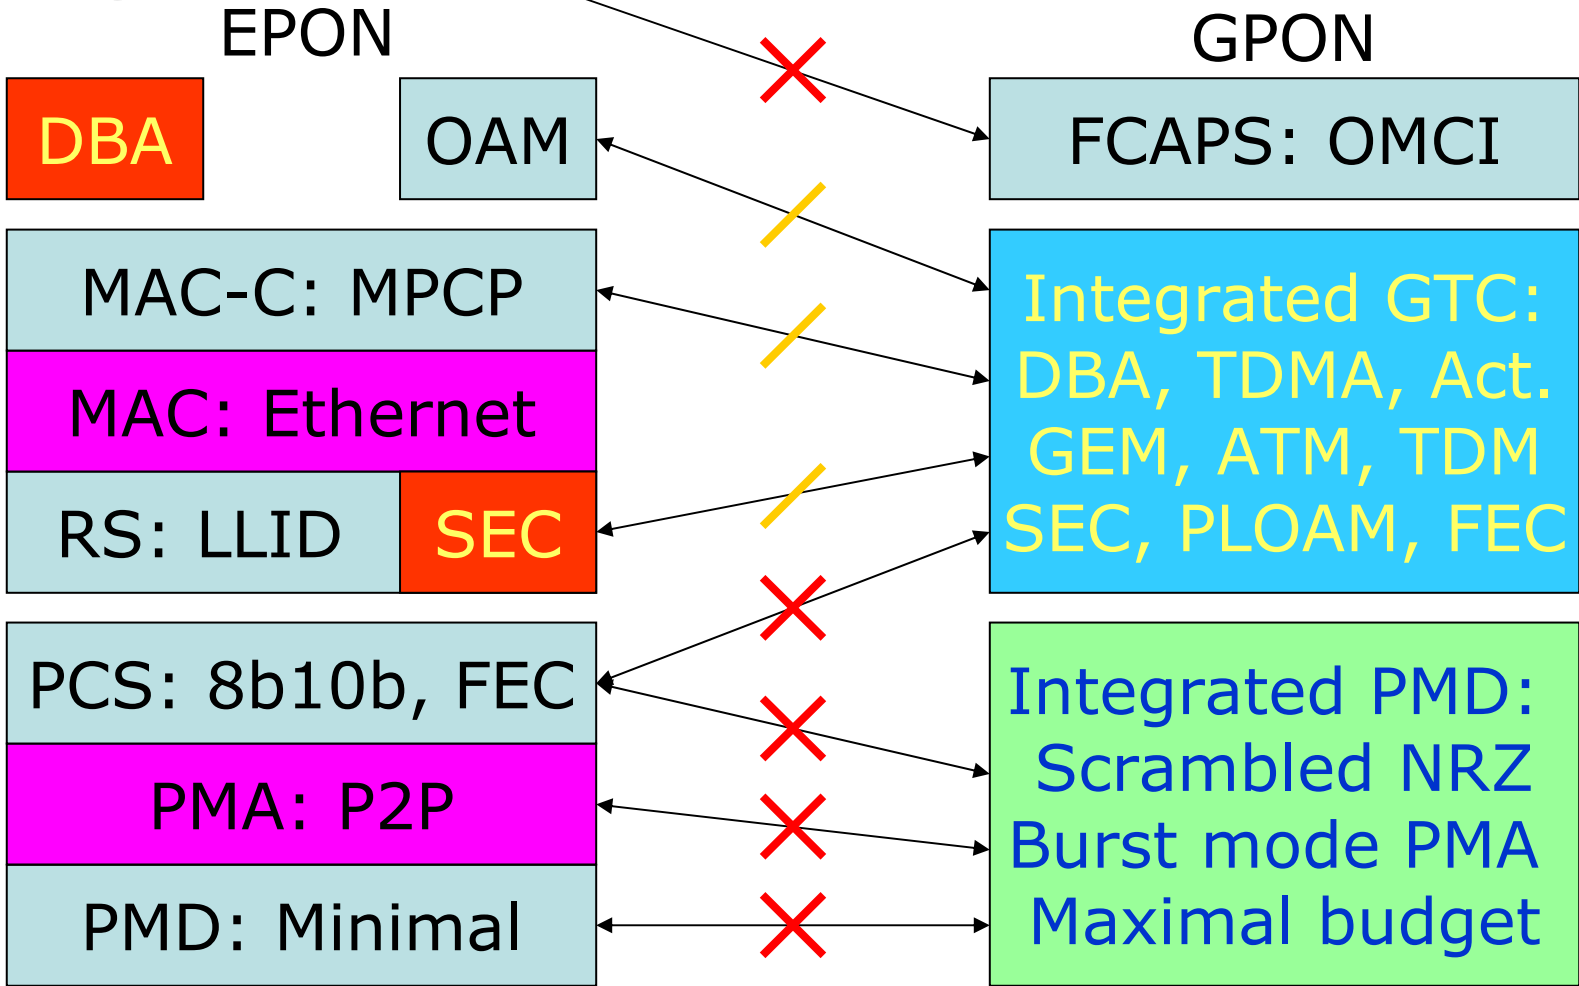 EPON
DBA
OAM
MAC-C: MPCP
MAC: Ethernet
RS: LLID
SEC
PCS: 8b10b, FEC
PMA: P2P
PMD: Minimal
GPON
FCAPS: OMCI
Integrated GTC:
DBA, TDMA, Act.
GEM, ATM, TDM
SEC, PLOAM, FEC
Integrated PMD:
Scrambled NRZ
Burst mode PMA
Maximal budget